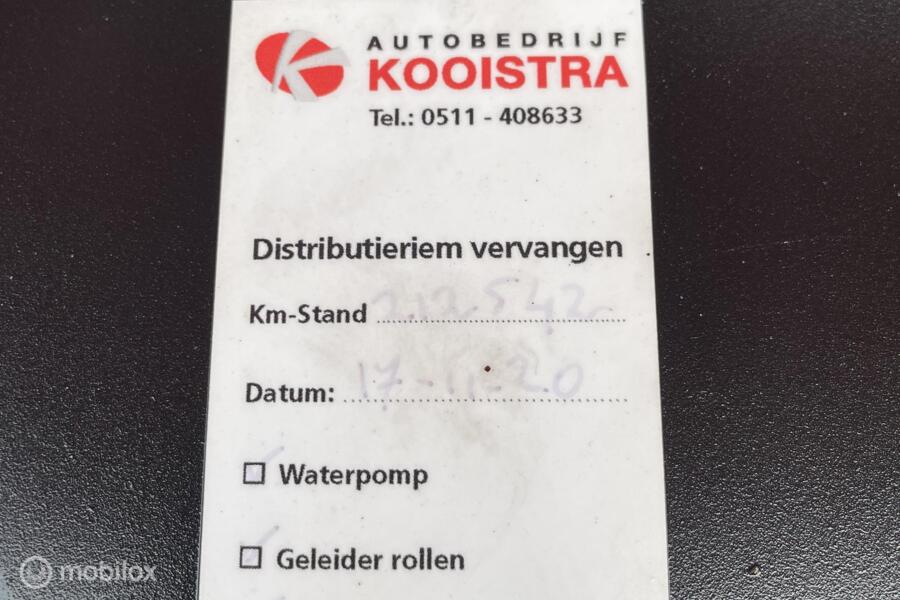 AUTOBEDRIJF
KOOISTRA
Tel.: 0511 - 408633
Distributieriem vervangen
Km-Stand 212.542
Datum: 17-11-20
Waterpomp
Geleider rollen
mobilox